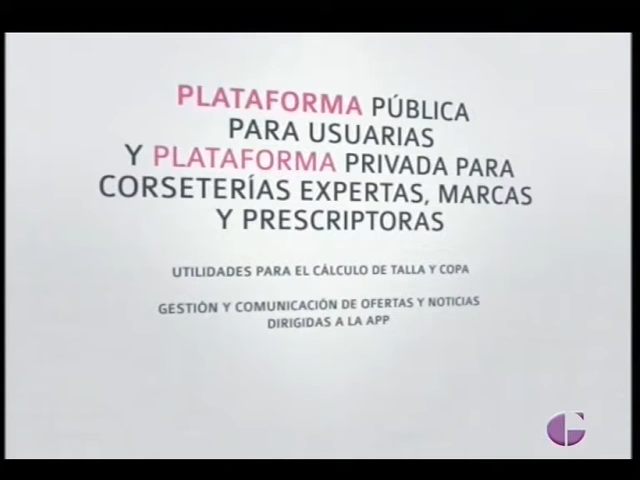 PLATAFORMA PÚBLICA
PARA USUARIAS
Y PLATAFORMA PRIVADA PARA
CORSETERÍAS EXPERTAS, MARCAS
Y PRESCRIPTORAS
UTILIDADES PARA EL CÁLCULO DE TALLA Y COPA
GESTIÓN Y COMUNICACIÓN DE OFERTAS Y NOTICIAS
DIRIGIDAS A LA APP